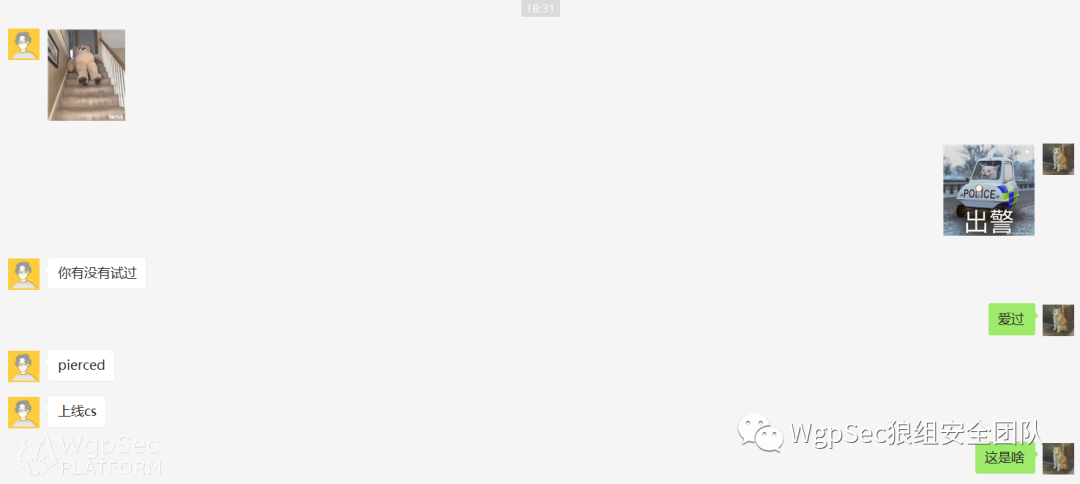 18:31
POLICE
出警
你有没有试过
爱过
pierced
上线cs
WgpSec狼组安全团队
WgpSec
PLATFORM
这是啥